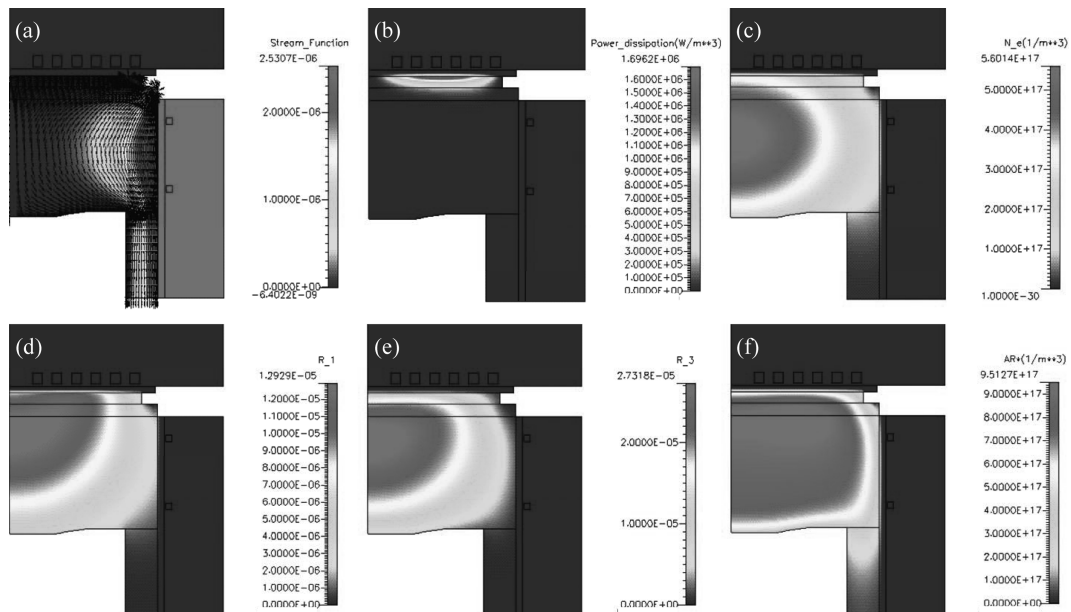 (a)
Stream_Function
2.5307E-06
2.0000E-06
1.0000E-06
0.0000E+00
-6.4022E-09
(b)
Power_dissipation(W/m**3)
1.6962E+06
1.6000E+06
1.5000E+06
1.4000E+06
1.3000E+06
1.2000E+06
1.1000E+06
1.0000E+06
9.0000E+05
8.0000E+05
7.0000E+05
6.0000E+05
5.0000E+05
4.0000E+05
3.0000E+05
2.0000E+05
1.0000E+05
0.0000E+00
(c)
N_e(1/m**3)
5.6014E+17
5.0000E+17
4.0000E+17
3.0000E+17
2.0000E+17
1.0000E+17
1.0000E-30
(d)
R_1
1.2929E-05
1.2000E-05
1.1000E-05
1.0000E-05
9.0000E-06
8.0000E-06
7.0000E-06
6.0000E-06
5.0000E-06
4.0000E-06
3.0000E-06
2.0000E-06
1.0000E-06
0.0000E+00
(e)
R_3
2.7318E-05
2.0000E-05
1.0000E-05
0.0000E+00
(f)
AR*(1/m**3)
9.5127E+17
9.0000E+17
8.0000E+17
7.0000E+17
6.0000E+17
5.0000E+17
4.0000E+17
3.0000E+17
2.0000E+17
1.0000E+17
0.0000E+00